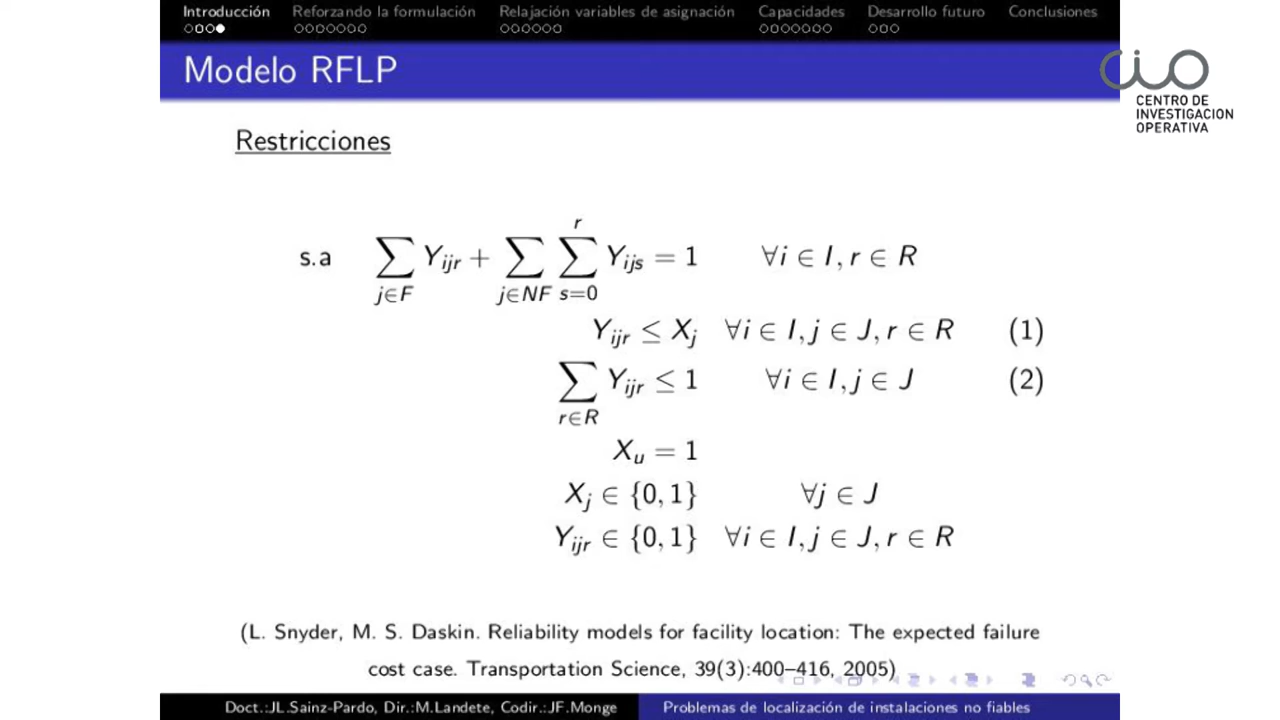 Introducción Reforzando la formulación Relajación variables de asignación Capacidades Desarrollo futuro Conclusiones
Modelo RFLP
CIO
CENTRO DE
INVESTIGACION
OPERATIVA
Restricciones
s.a ∑_{j∈F} Y_{ijr} + ∑_{j∈NF} ∑_{s=0}^{r} Y_{ijs} = 1 ∀i ∈ I, r ∈ R
Y_{ijr} ≤ X_j ∀i ∈ I, j ∈ J, r ∈ R (1)
∑_{r∈R} Y_{ijr} ≤ 1 ∀i ∈ I, j ∈ J (2)
X_u = 1
X_j ∈ {0, 1} ∀j ∈ J
Y_{ijr} ∈ {0, 1} ∀i ∈ I, j ∈ J, r ∈ R
(L. Snyder, M. S. Daskin. Reliability models for facility location: The expected failure
cost case. Transportation Science, 39(3):400–416, 2005)
Doct.:JL.Sainz-Pardo, Dir.:M.Landete, Codir.:JF.Monge Problemas de localización de instalaciones no fiables